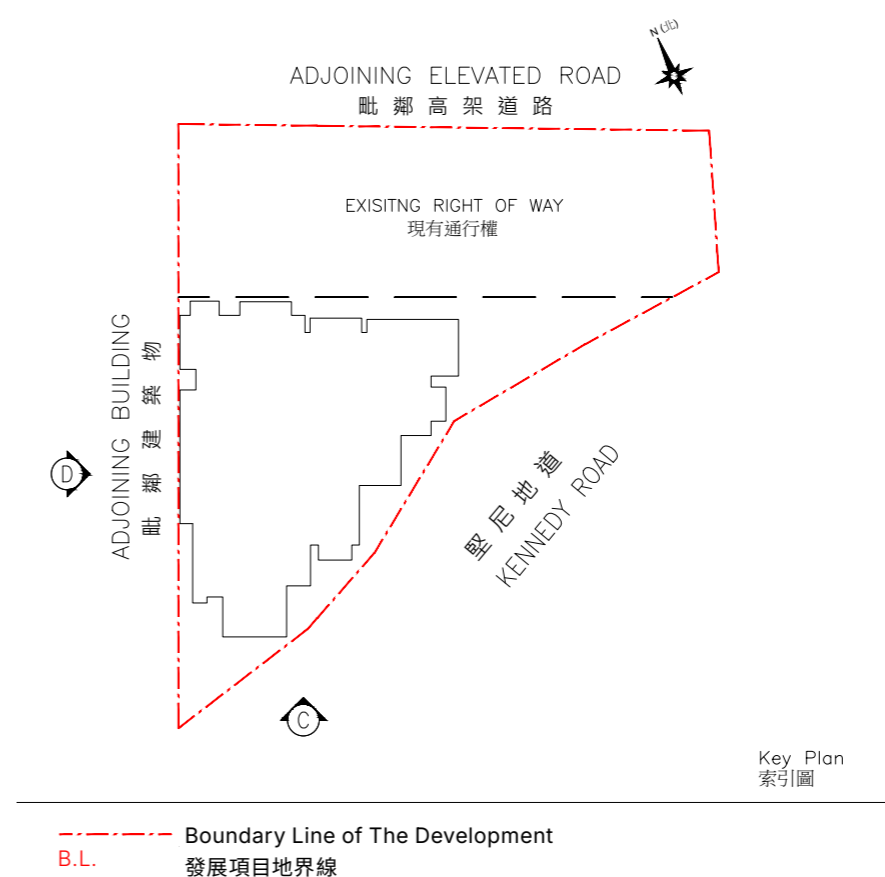 N (北)
ADJOINING ELEVATED ROAD
毗鄰高架道路
EXISITNG RIGHT OF WAY
現有通行權
ADJOINING BUILDING
毗鄰建築物
D
堅尼地道
KENNEDY ROAD
C
Key Plan
索引圖
Boundary Line of The Development
B.L.
發展項目地界線